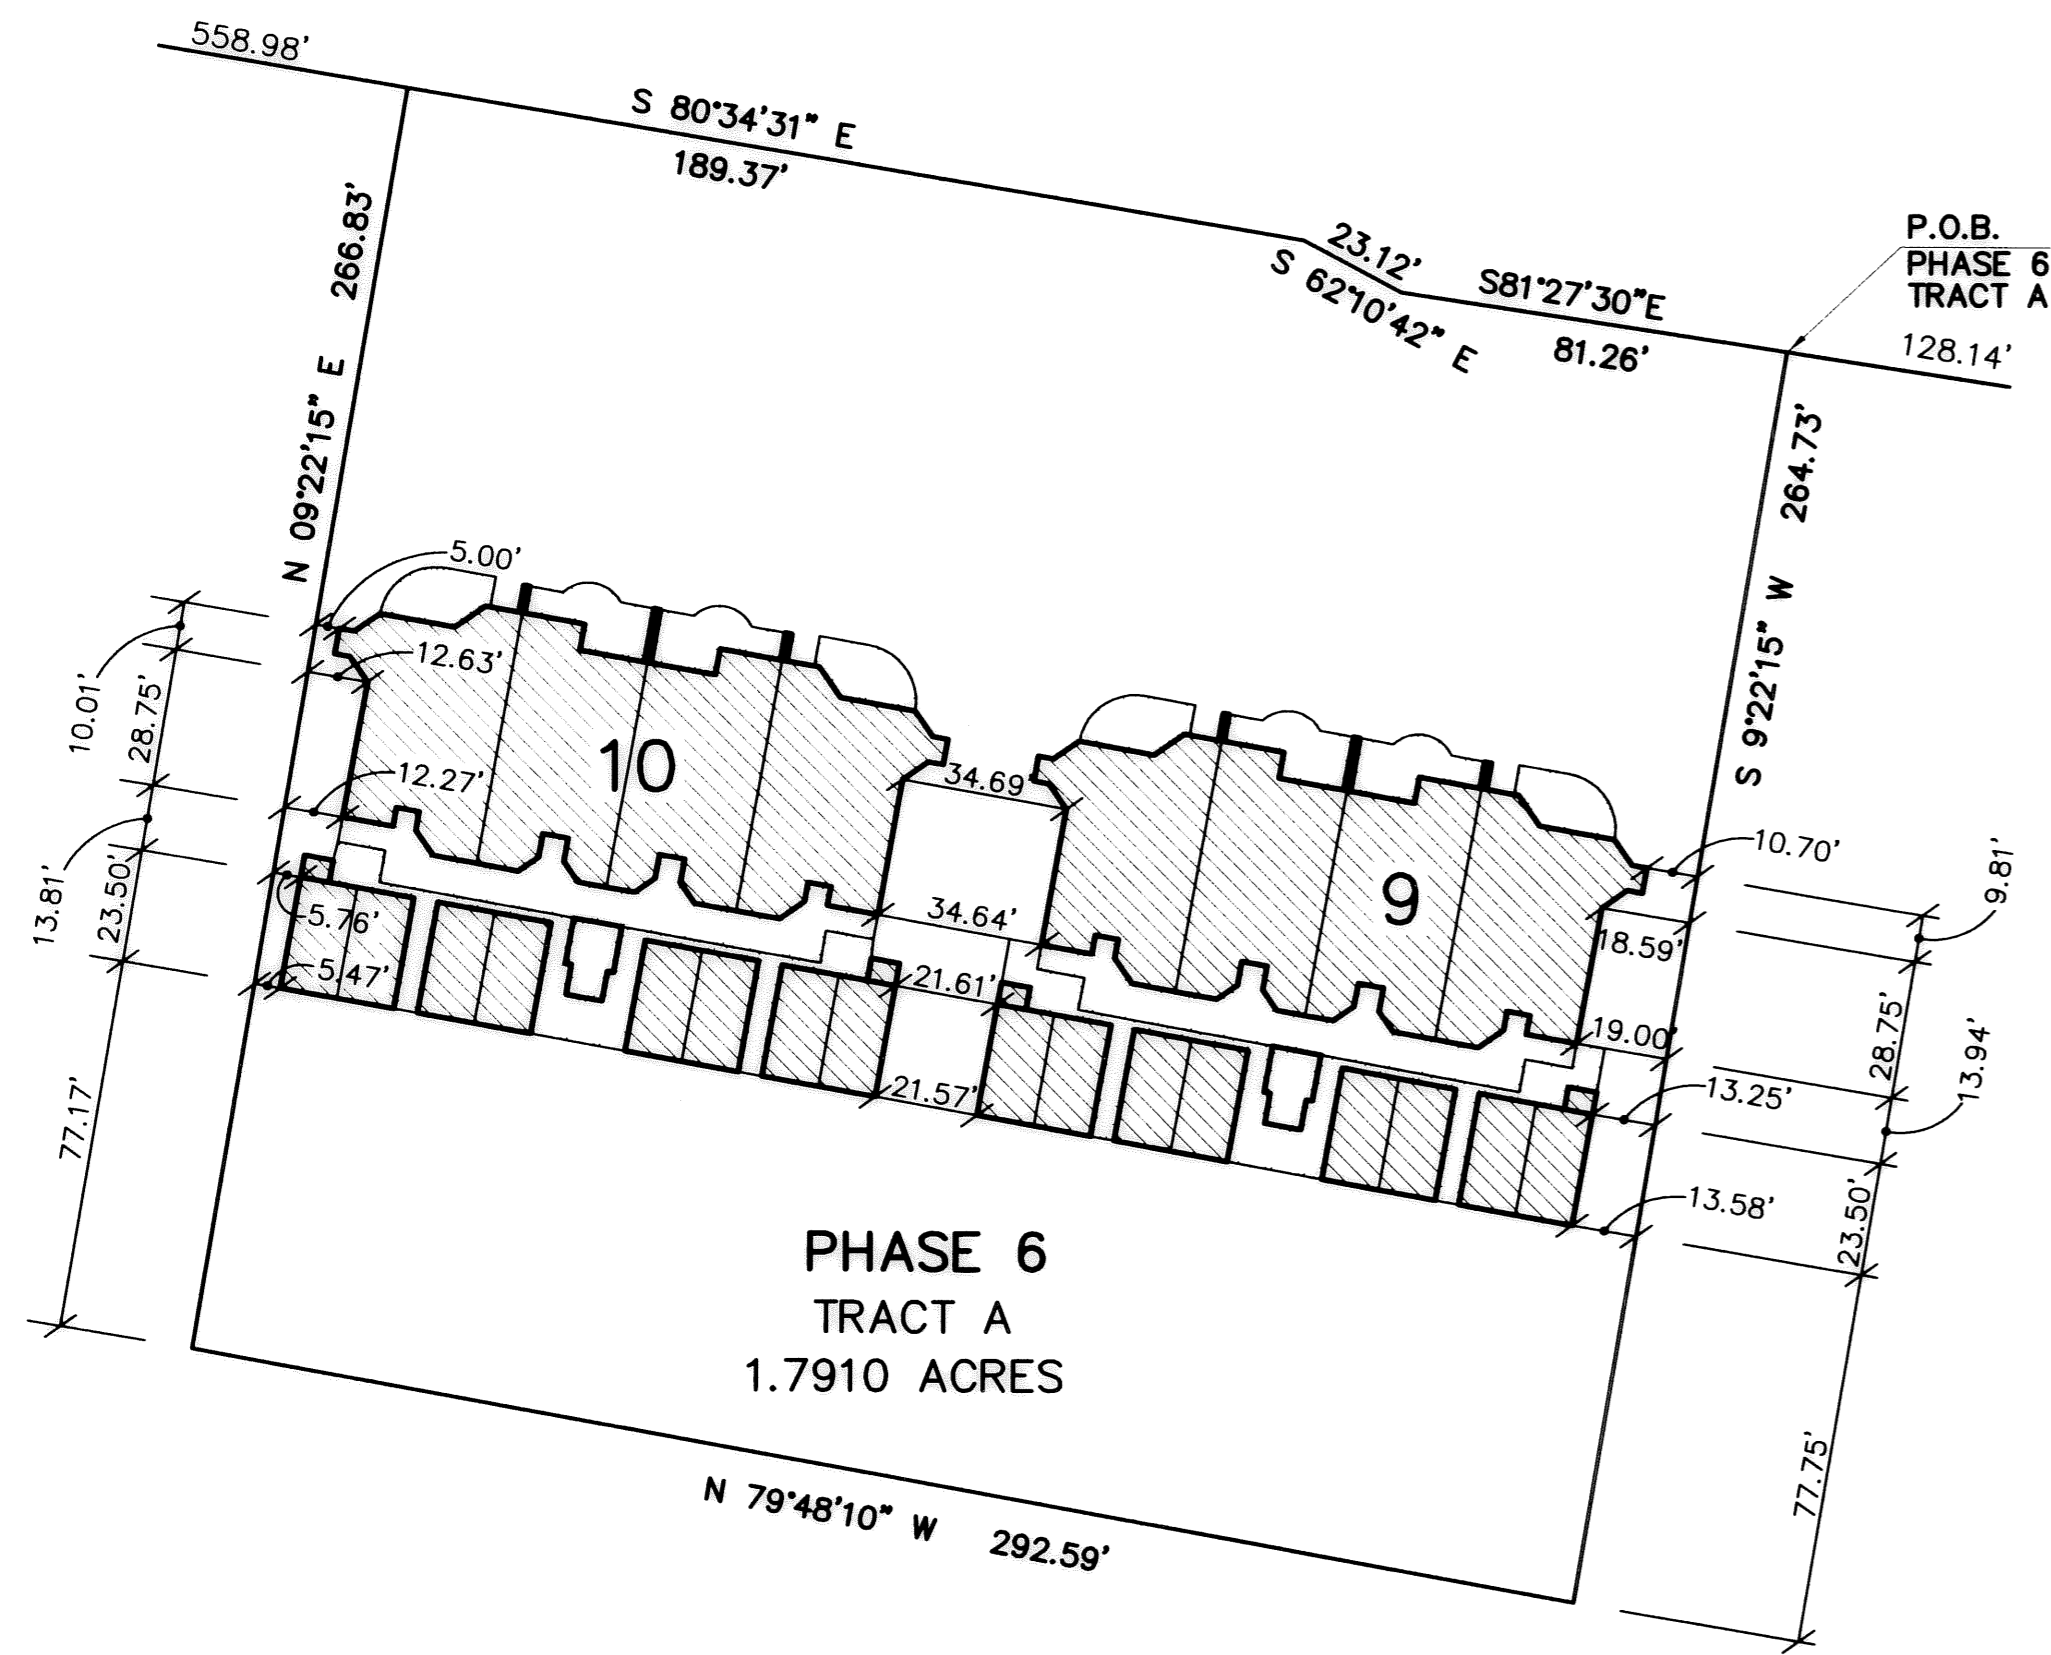 558.98'
S 80°34'31" E
189.37'
23.12'
S 62°10'42" E
S81°27'30"E
81.26'
P.O.B.
PHASE 6
TRACT A
128.14'
N 09°22'15" E 266.83'
S 9°22'15" W 264.73'
5.00'
12.63'
12.27'
5.76'
5.47'
10.01'
28.75'
13.81'
23.50'
77.17'
10
34.69'
34.64'
21.61'
21.57'
9
10.70'
18.59'
19.00'
13.25'
13.58'
9.81'
28.75'
13.94'
23.50'
77.75'
PHASE 6
TRACT A
1.7910 ACRES
N 79°48'10" W 292.59'